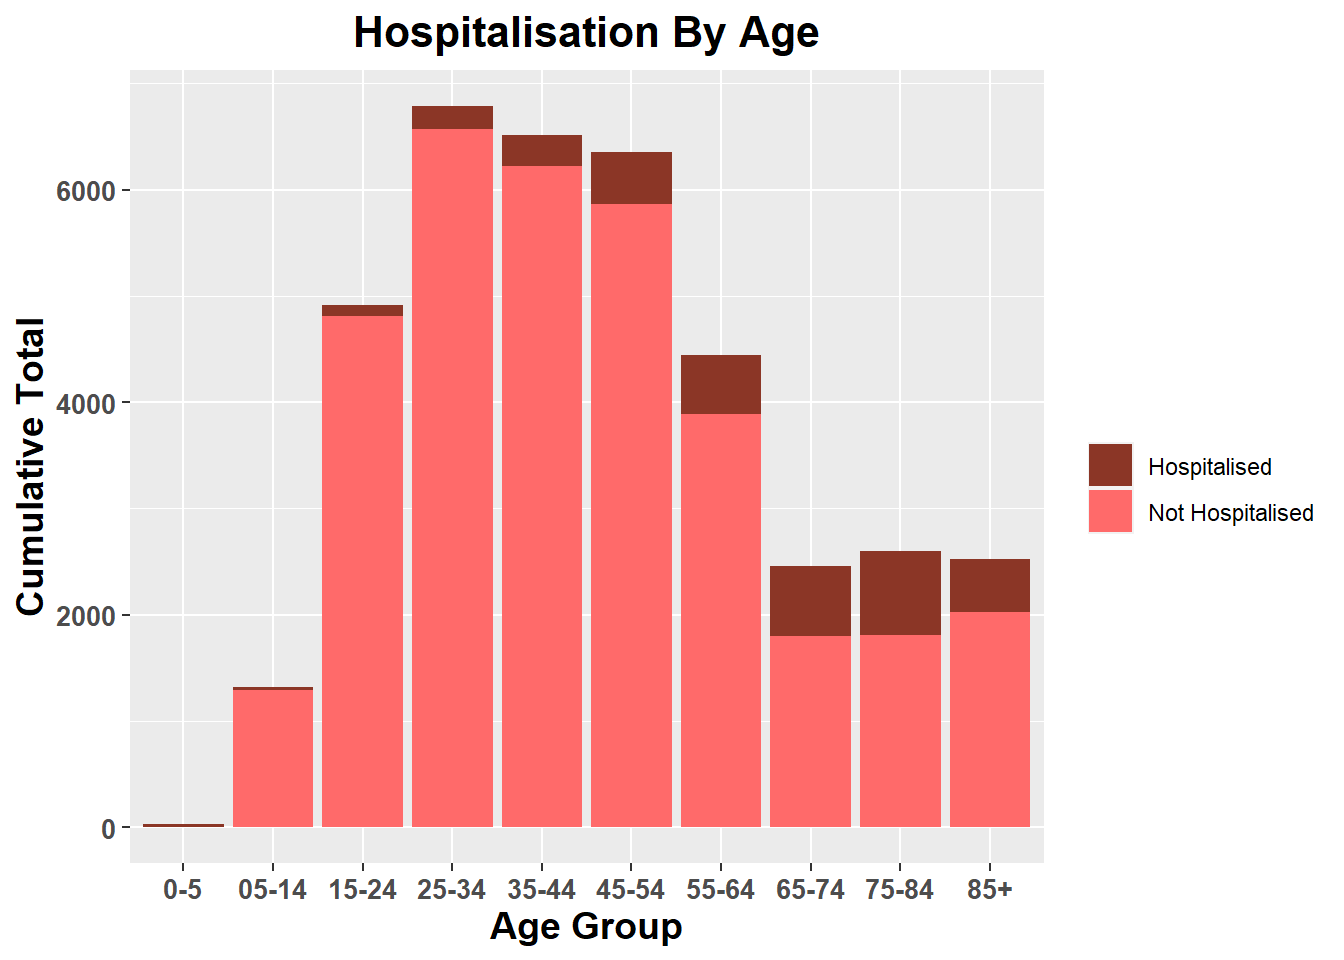 Hospitalisation By Age
Cumulative Total
6000
4000
2000
0
0-5 05-14 15-24 25-34 35-44 45-54 55-64 65-74 75-84 85+
Age Group
Hospitalised
Not Hospitalised